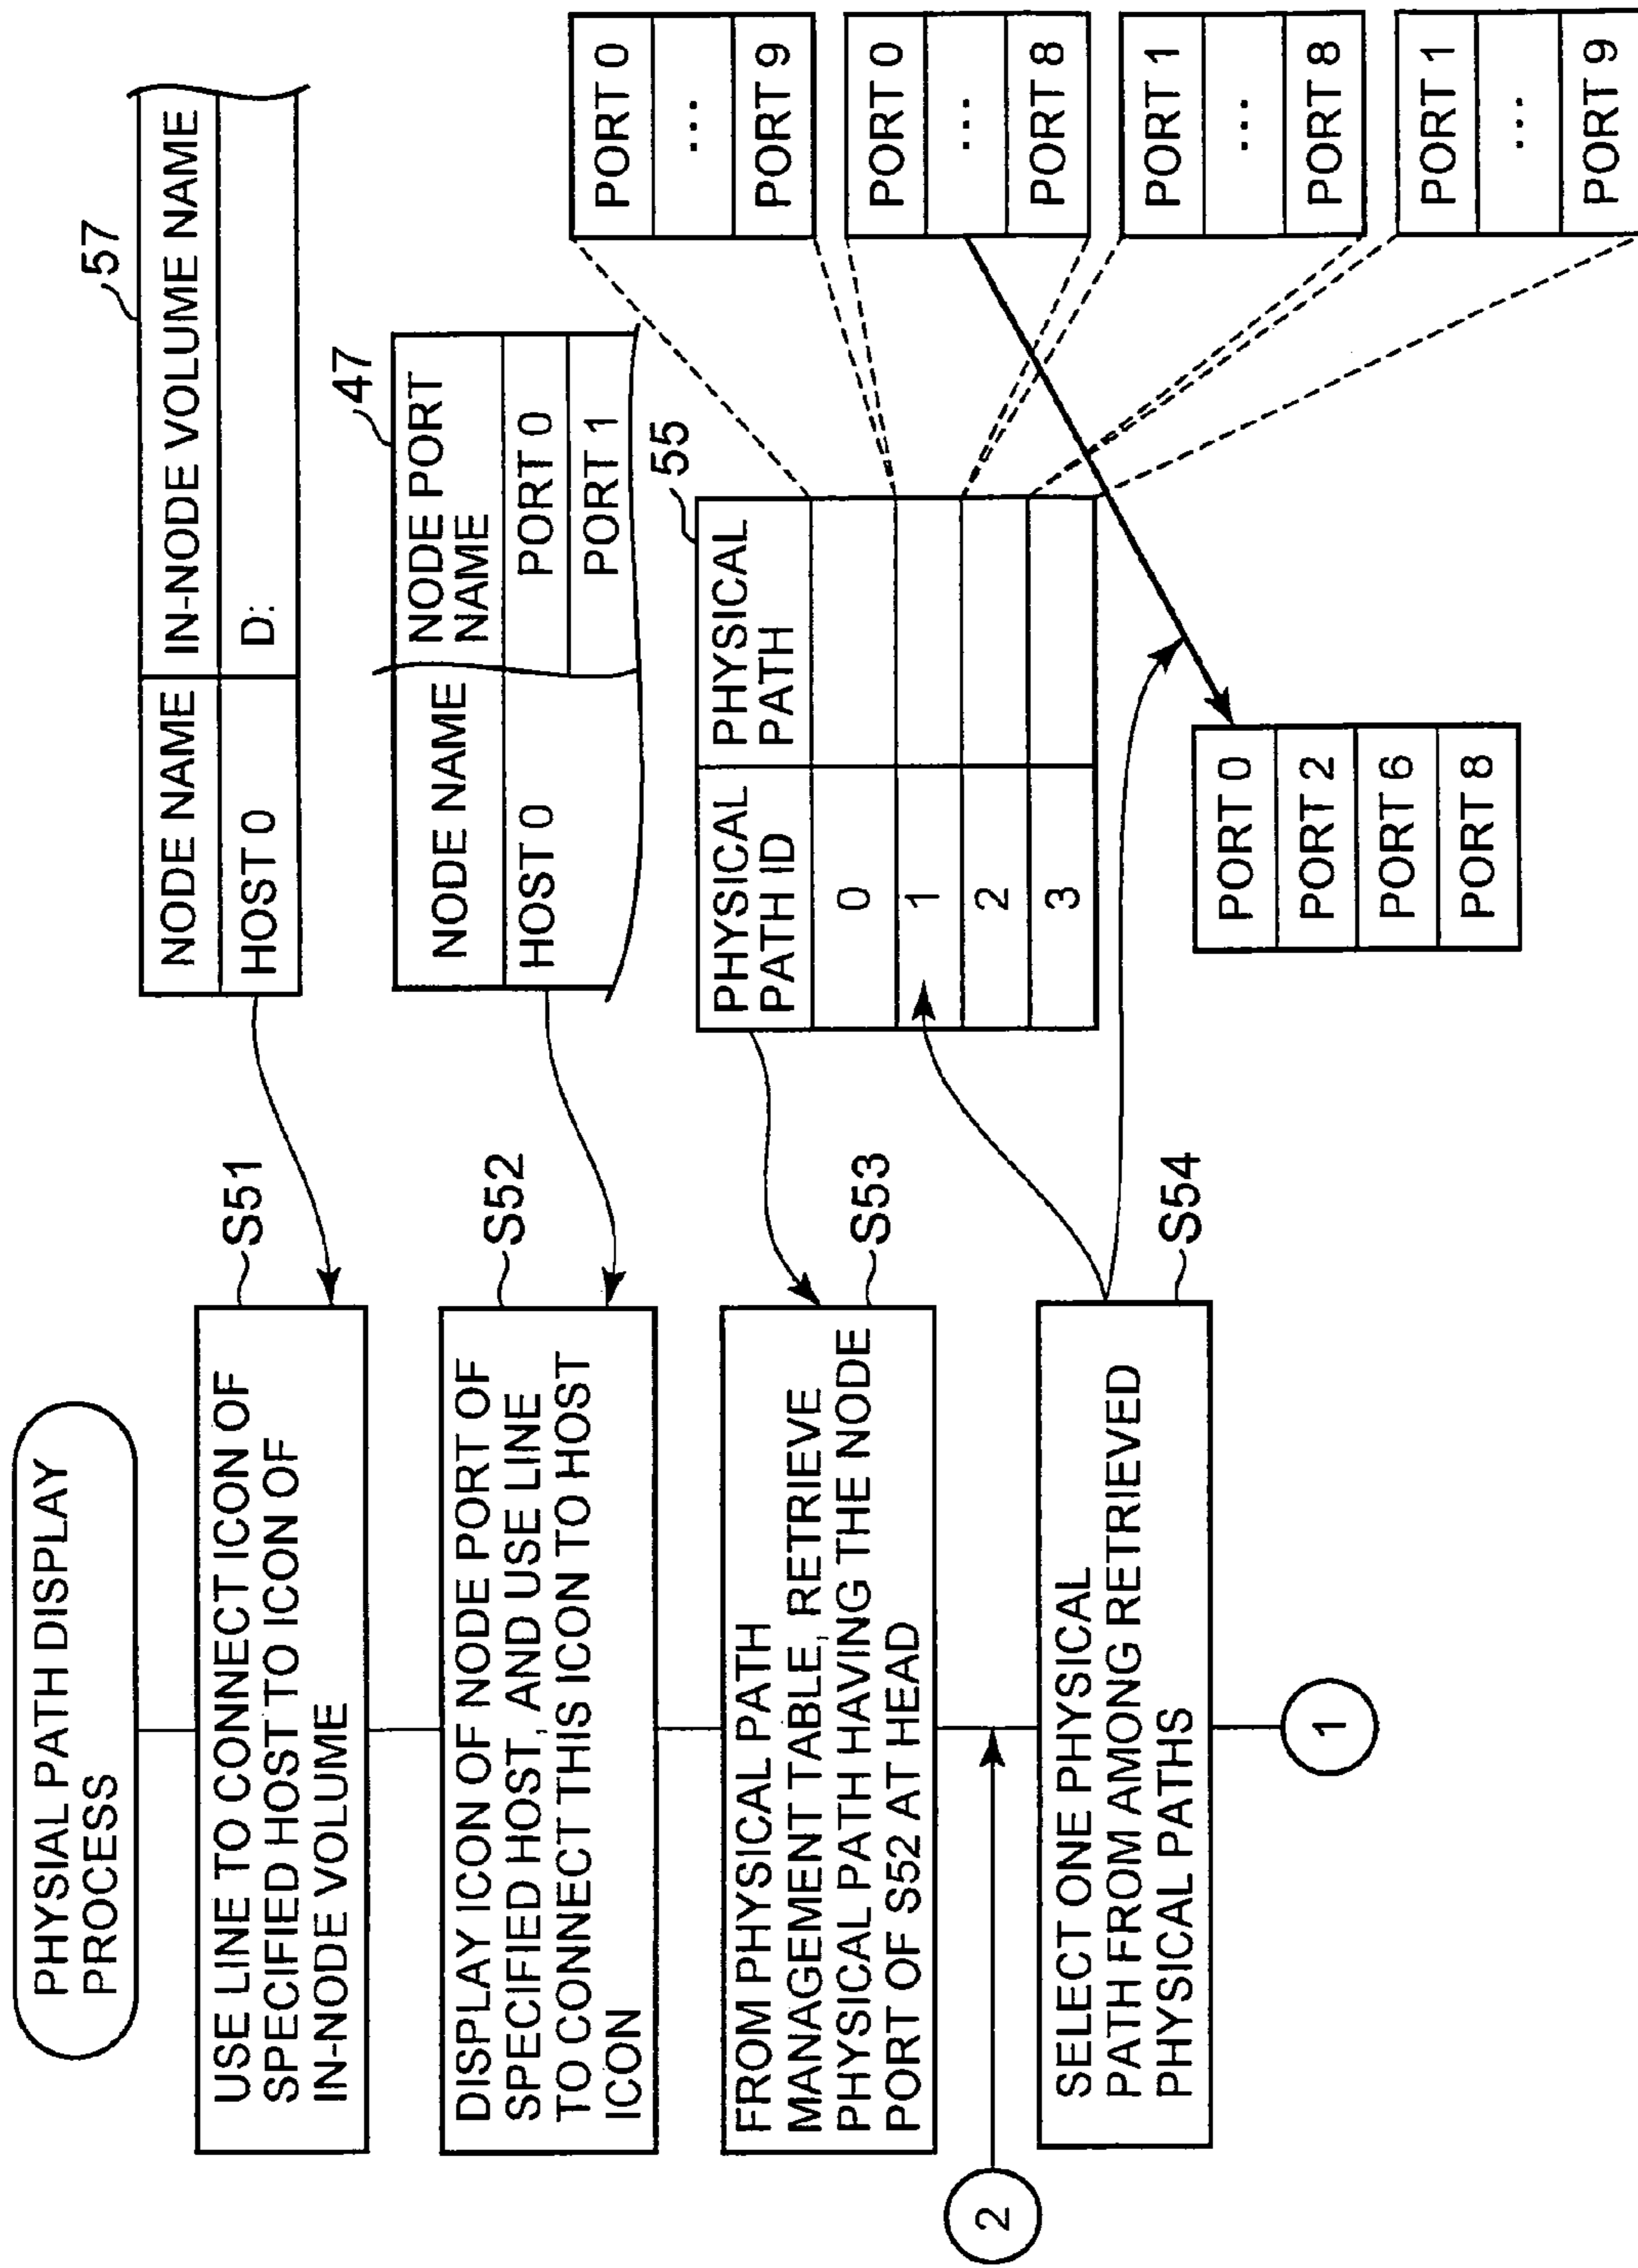 PHYSIAL PATH DISPLAY
PROCESS
USE LINE TO CONNECT ICON OF
SPECIFIED HOST TO ICON OF
IN-NODE VOLUME
S51
DISPLAY ICON OF NODE PORT OF
SPECIFIED HOST, AND USE LINE
TO CONNECT THIS ICON TO HOST
ICON
S52
FROM PHYSICAL PATH
MANAGEMENT TABLE, RETRIEVE
PHYSICAL PATH HAVING THE NODE
PORT OF S52 AT HEAD
S53
2
SELECT ONE PHYSICAL
PATH FROM AMONG RETRIEVED
PHYSICAL PATHS
S54
1
57
NODE NAME IN-NODE VOLUME NAME
HOST 0 D:
47
NODE NAME NODE PORT
NAME
HOST 0 PORT 0
PORT 1
55
PHYSICAL PHYSICAL
PATH ID PATH
0
1
2
3
PORT 0
...
PORT 9
PORT 0
...
PORT 8
PORT 1
...
PORT 8
PORT 1
...
PORT 9
PORT 0
PORT 2
PORT 6
PORT 8